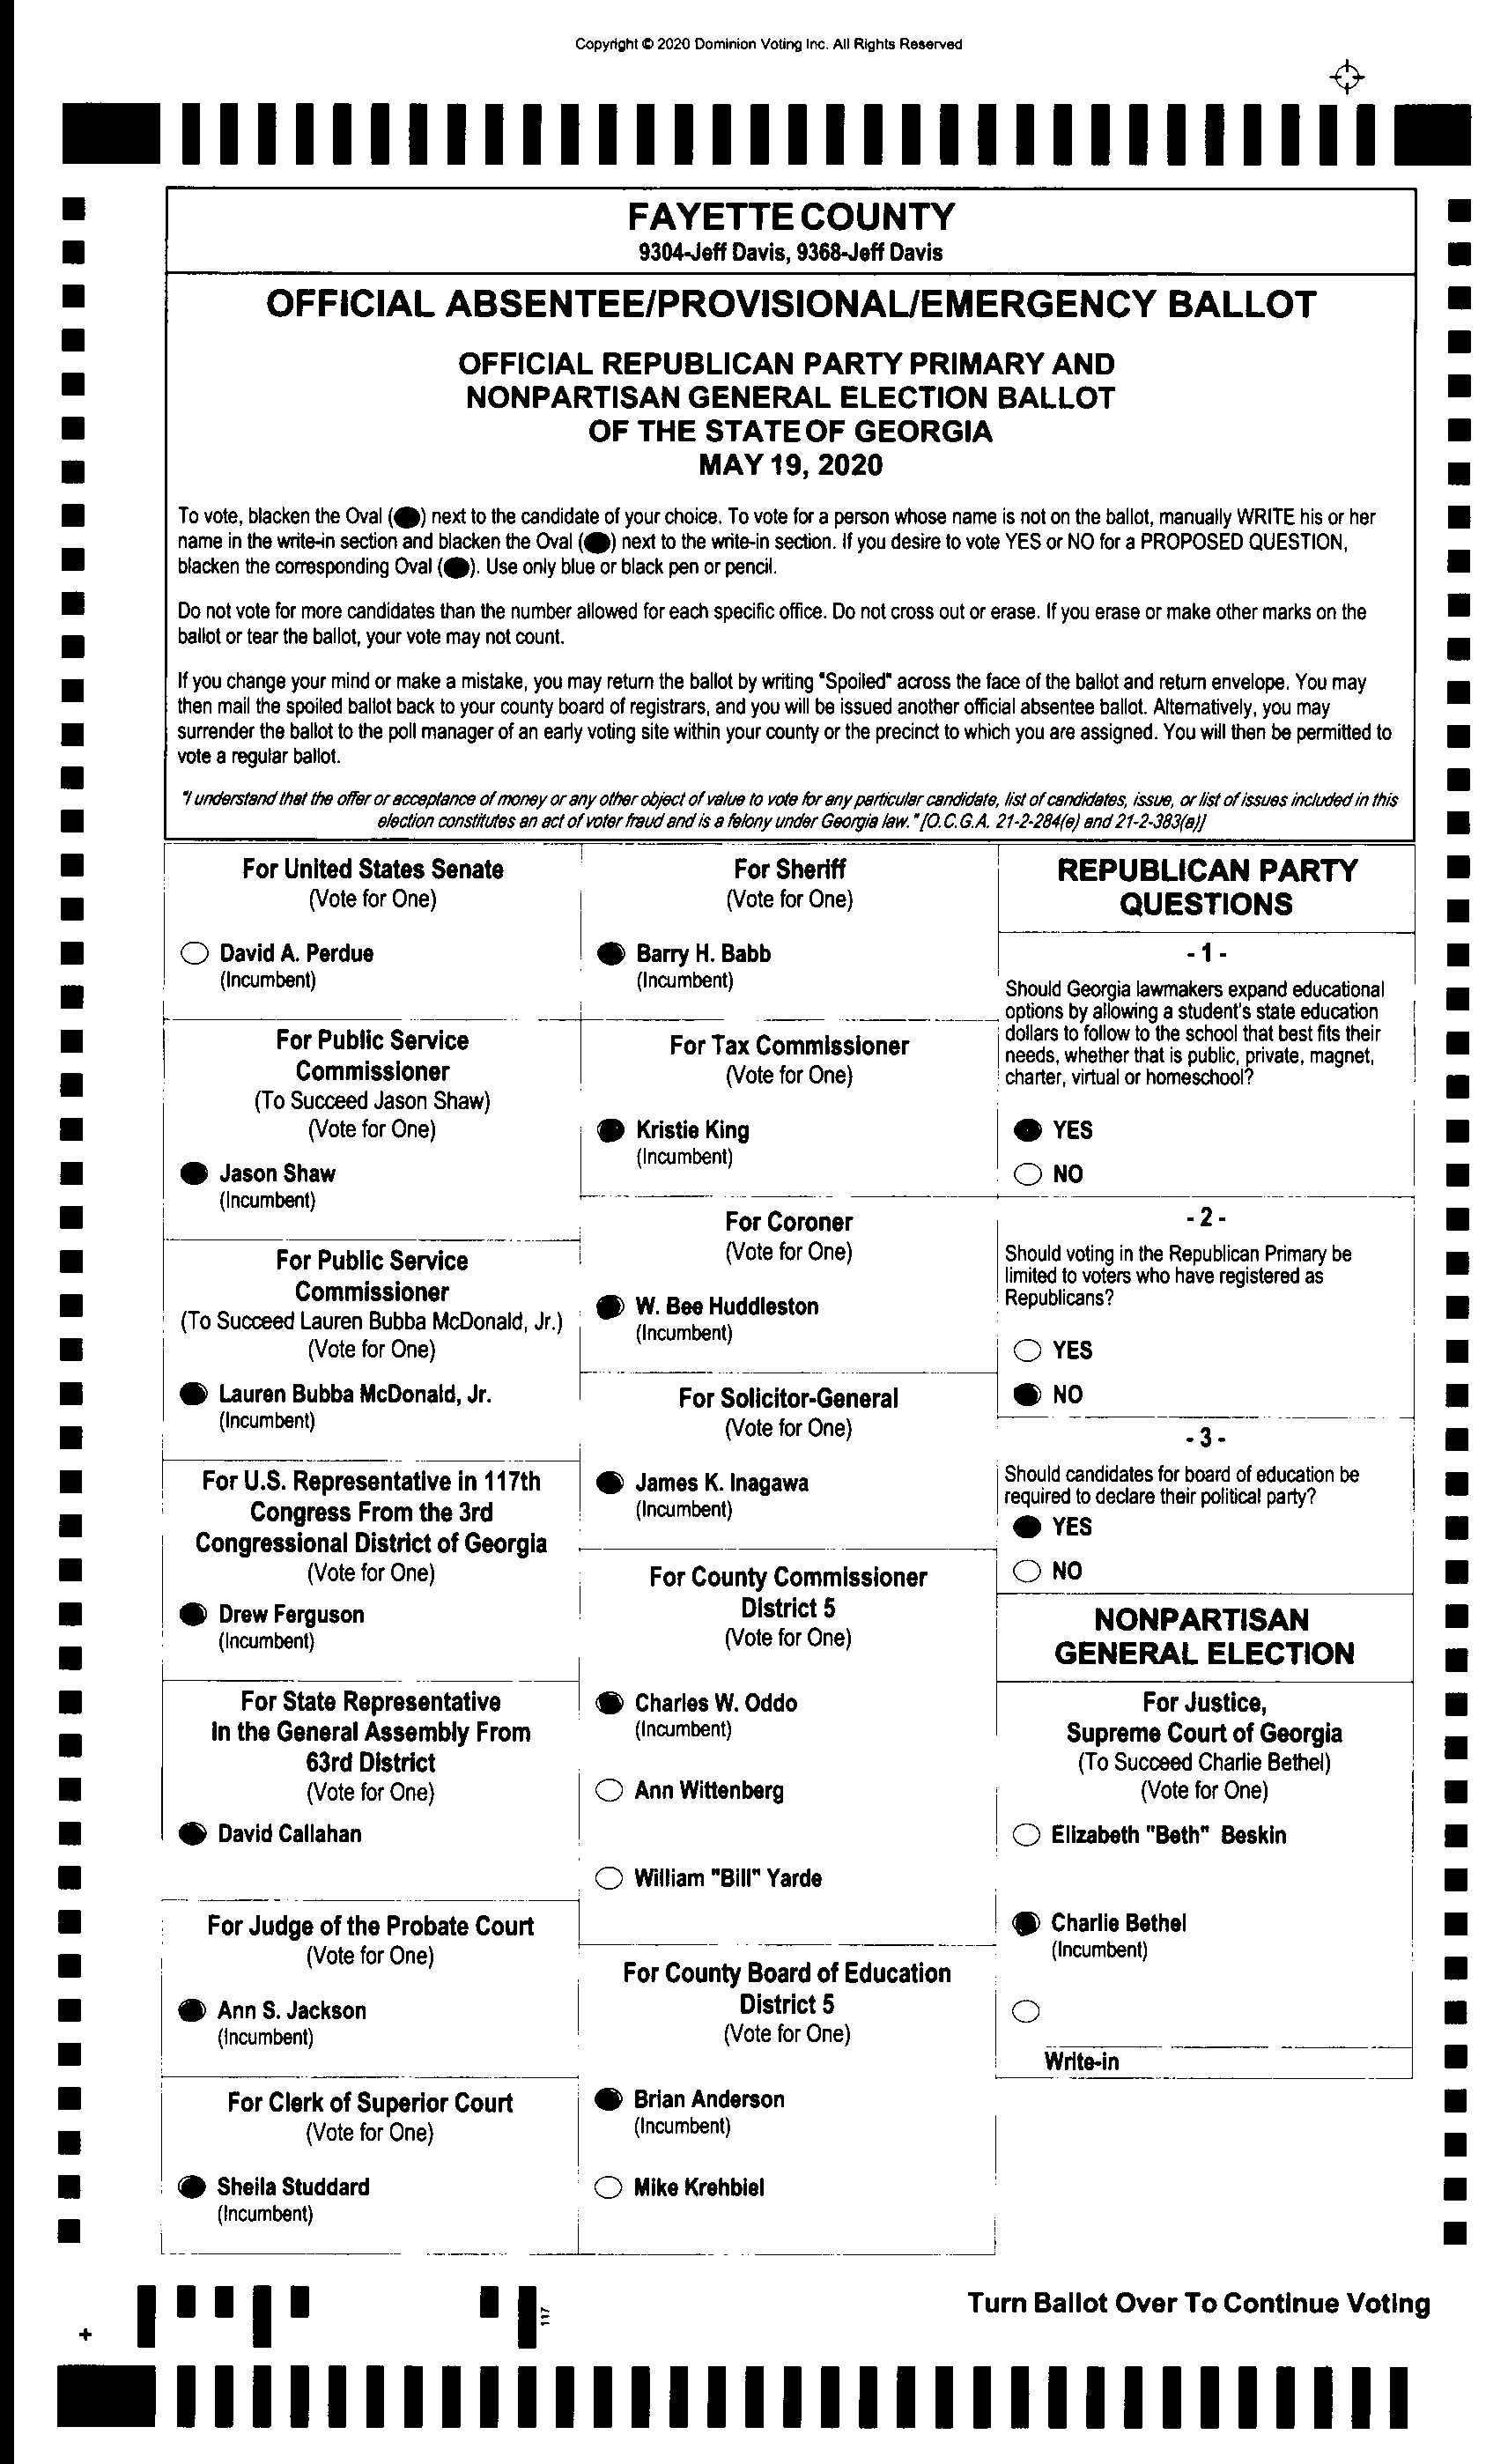 Copyright © 2020 Dominion Voting Inc. All Rights Reserved
FAYETTE COUNTY
9304-Jeff Davis, 9368-Jeff Davis
OFFICIAL ABSENTEE/PROVISIONAL/EMERGENCY BALLOT
OFFICIAL REPUBLICAN PARTY PRIMARY AND
NONPARTISAN GENERAL ELECTION BALLOT
OF THE STATE OF GEORGIA
MAY 19, 2020
To vote, blacken the Oval () next to the candidate of your choice. To vote for a person whose name is not on the ballot, manually WRITE his or her
name in the write-in section and blacken the Oval () next to the write-in section. If you desire to vote YES or NO for a PROPOSED QUESTION,
blacken the corresponding Oval (). Use only blue or black pen or pencil.
Do not vote for more candidates than the number allowed for each specific office. Do not cross out or erase. If you erase or make other marks on the
ballot or tear the ballot, your vote may not count.
If you change your mind or make a mistake, you may return the ballot by writing "Spoiled" across the face of the ballot and return envelope. You may
then mail the spoiled ballot back to your county board of registrars, and you will be issued another official absentee ballot. Alternatively, you may
surrender the ballot to the poll manager of an early voting site within your county or the precinct to which you are assigned. You will then be permitted to
vote a regular ballot.
"I understand that the offer or acceptance of money or any other object of value to vote for any particular candidate, list of candidates, issue, or list of issues included in this
election constitutes an act of voter fraud and is a felony under Georgia law." [O.C.G.A. 21-2-284(e) and 21-2-383(a)]
For United States Senate
(Vote for One)
David A. Perdue
(Incumbent)
For Public Service
Commissioner
(To Succeed Jason Shaw)
(Vote for One)
Jason Shaw
(Incumbent)
For Public Service
Commissioner
(To Succeed Lauren Bubba McDonald, Jr.)
(Vote for One)
Lauren Bubba McDonald, Jr.
(Incumbent)
For U.S. Representative in 117th
Congress From the 3rd
Congressional District of Georgia
(Vote for One)
Drew Ferguson
(Incumbent)
For State Representative
In the General Assembly From
63rd District
(Vote for One)
David Callahan
For Judge of the Probate Court
(Vote for One)
Ann S. Jackson
(Incumbent)
For Clerk of Superior Court
(Vote for One)
Sheila Studdard
(Incumbent)
For Sheriff
(Vote for One)
Barry H. Babb
(Incumbent)
For Tax Commissioner
(Vote for One)
Kristie King
(Incumbent)
For Coroner
(Vote for One)
W. Bee Huddleston
(Incumbent)
For Solicitor-General
(Vote for One)
James K. Inagawa
(Incumbent)
For County Commissioner
District 5
(Vote for One)
Charles W. Oddo
(Incumbent)
Ann Wittenberg
William "Bill" Yarde
For County Board of Education
District 5
(Vote for One)
Brian Anderson
(Incumbent)
Mike Krehbiel
REPUBLICAN PARTY
QUESTIONS
- 1 -
Should Georgia lawmakers expand educational
options by allowing a student's state education
dollars to follow to the school that best fits their
needs, whether that is public, private, magnet,
charter, virtual or homeschool?
YES
NO
- 2 -
Should voting in the Republican Primary be
limited to voters who have registered as
Republicans?
YES
NO
- 3 -
Should candidates for board of education be
required to declare their political party?
YES
NO
NONPARTISAN
GENERAL ELECTION
For Justice,
Supreme Court of Georgia
(To Succeed Charlie Bethel)
(Vote for One)
Elizabeth "Beth" Beskin
Charlie Bethel
(Incumbent)
Write-in
Turn Ballot Over To Continue Voting
117